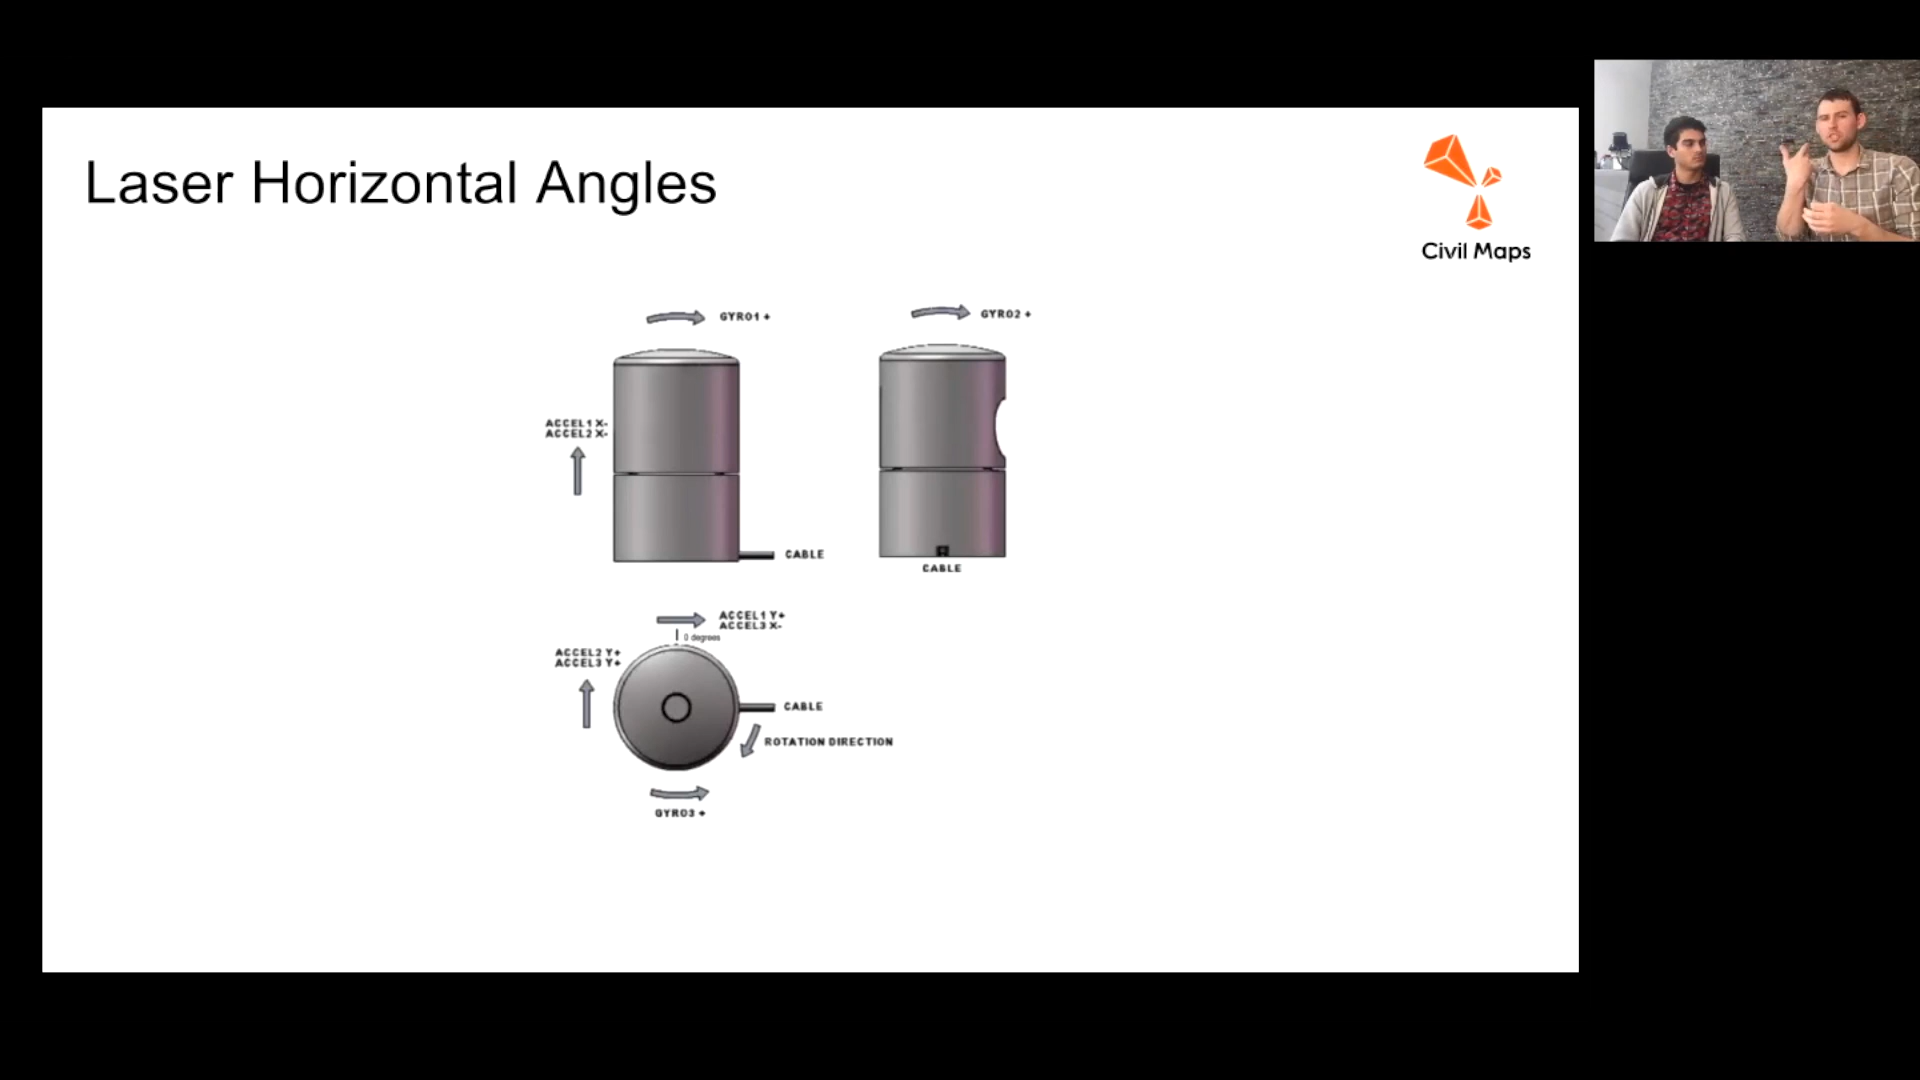 Laser Horizontal Angles
Civil Maps
GYRO1 +
GYRO2 +
ACCEL1 X-
ACCEL2 X-
CABLE
CABLE
ACCEL1 Y+
ACCEL3 X-
0 degrees
ACCEL2 Y+
ACCEL3 Y+
CABLE
ROTATION DIRECTION
GYRO3 +